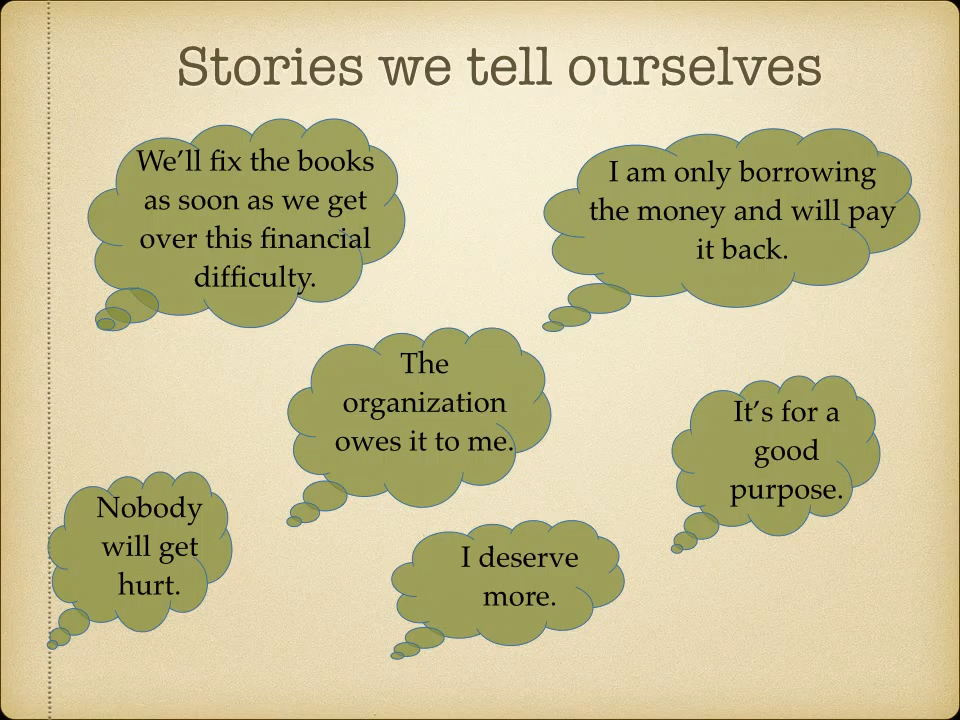 Stories we tell ourselves
We'll fix the books
as soon as we get
over this financial
difficulty.
I am only borrowing
the money and will pay
it back.
The
organization
owes it to me.
It's for a
good
purpose.
Nobody
will get
hurt.
I deserve
more.